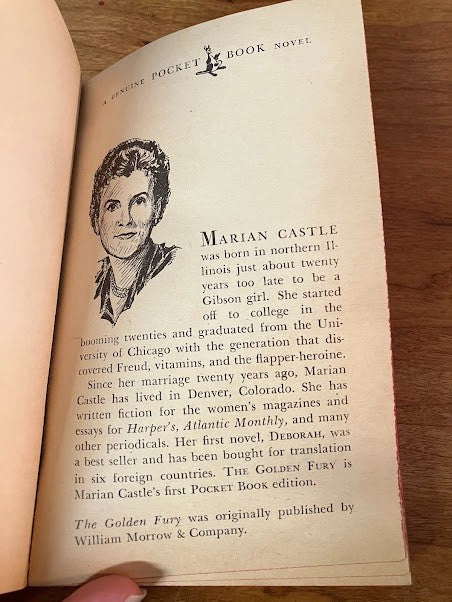 A GENUINE POCKET BOOK NOVEL
MARIAN CASTLE
was born in northern Il-
linois just about twenty
years too late to be a
Gibson girl. She started
off to college in the
booming twenties and graduated from the Uni-
versity of Chicago with the generation that dis-
covered Freud, vitamins, and the flapper-heroine.
Since her marriage twenty years ago, Marian
Castle has lived in Denver, Colorado. She has
written fiction for the women's magazines and
essays for Harper's, Atlantic Monthly, and many
other periodicals. Her first novel, DEBORAH, was
a best seller and has been bought for translation
in six foreign countries. THE GOLDEN FURY is
Marian Castle's first POCKET BOOK edition.
The Golden Fury was originally published by
William Morrow & Company.